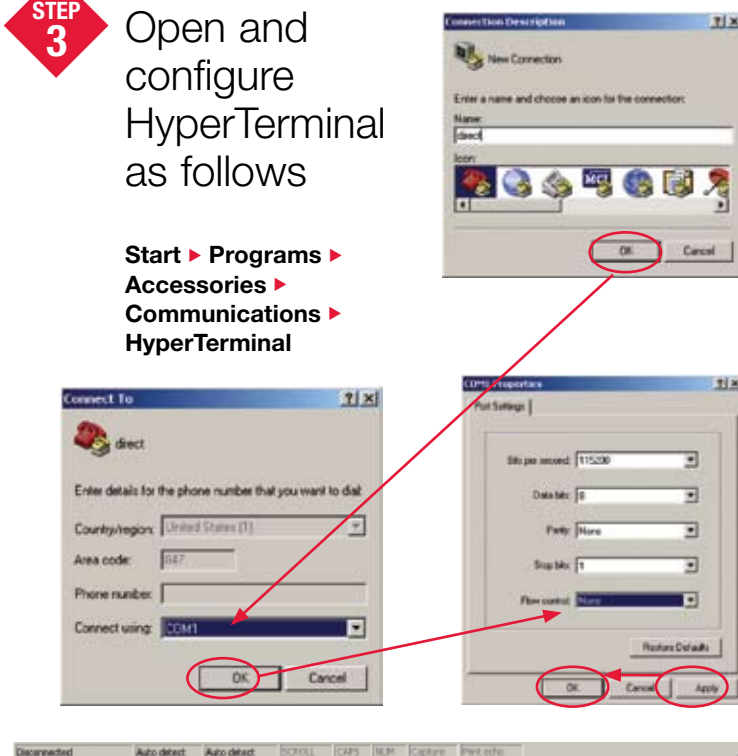 STEP
3
Open and
configure
HyperTerminal
as follows
Start ▶ Programs ▶
Accessories ▶
Communications ▶
HyperTerminal
Connection Description
New Connection
Enter a name and choose an icon for the connection:
Name:
direct
Icon:
MCI
OK Cancel
Connect To
direct
Enter details for the phone number that you want to dial:
Country/region: United States (1)
Area code: 847
Phone number:
Connect using: COM1
OK Cancel
Properties
Port Settings
Bits per second: 115200
Data bits: 8
Parity: None
Stop bits: 1
Flow control: None
Restore Defaults
OK Cancel Apply
Disconnected Auto detect Auto detect SCROLL CAPS NUM Capture Print echo